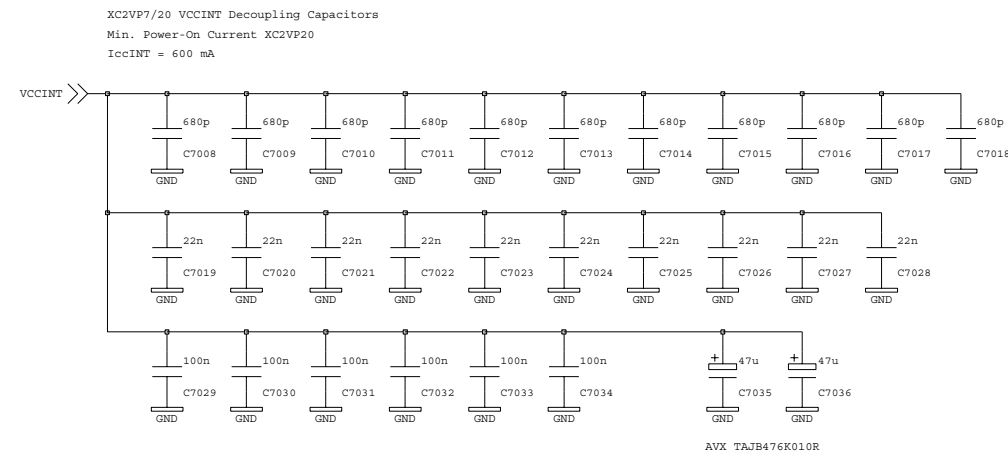 XC2VP7/20 VCCINT Decoupling Capacitors
Min. Power-On Current XC2VP20
IccINT = 600 mA
VCCINT
680p 680p 680p 680p 680p 680p 680p 680p 680p 680p 680p
C7008 C7009 C7010 C7011 C7012 C7013 C7014 C7015 C7016 C7017 C7018
GND GND GND GND GND GND GND GND GND GND GND
22n 22n 22n 22n 22n 22n 22n 22n 22n 22n
C7019 C7020 C7021 C7022 C7023 C7024 C7025 C7026 C7027 C7028
GND GND GND GND GND GND GND GND GND GND
100n 100n 100n 100n 100n 100n + 47u + 47u
C7029 C7030 C7031 C7032 C7033 C7034 C7035 C7036
GND GND GND GND GND GND GND GND
AVX TAJB476K010R